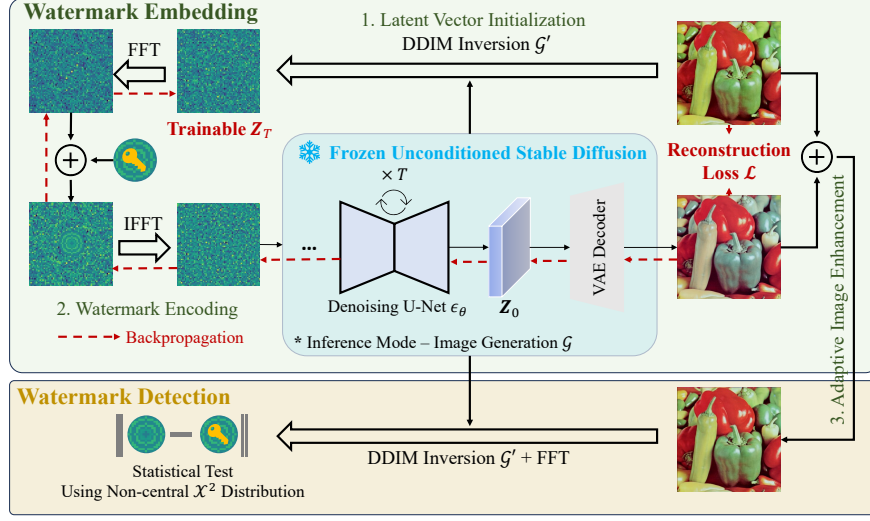 Watermark Embedding
1. Latent Vector Initialization
DDIM Inversion 𝒢′
FFT
Trainable Z_T
Frozen Unconditioned Stable Diffusion
Reconstruction
Loss ℒ
× T
IFFT
...
VAE Decoder
Denoising U-Net ϵ_θ
Z_0
2. Watermark Encoding
Backpropagation
* Inference Mode – Image Generation 𝒢
3. Adaptive Image Enhancement
Watermark Detection
DDIM Inversion 𝒢′ + FFT
Statistical Test
Using Non-central 𝒳² Distribution